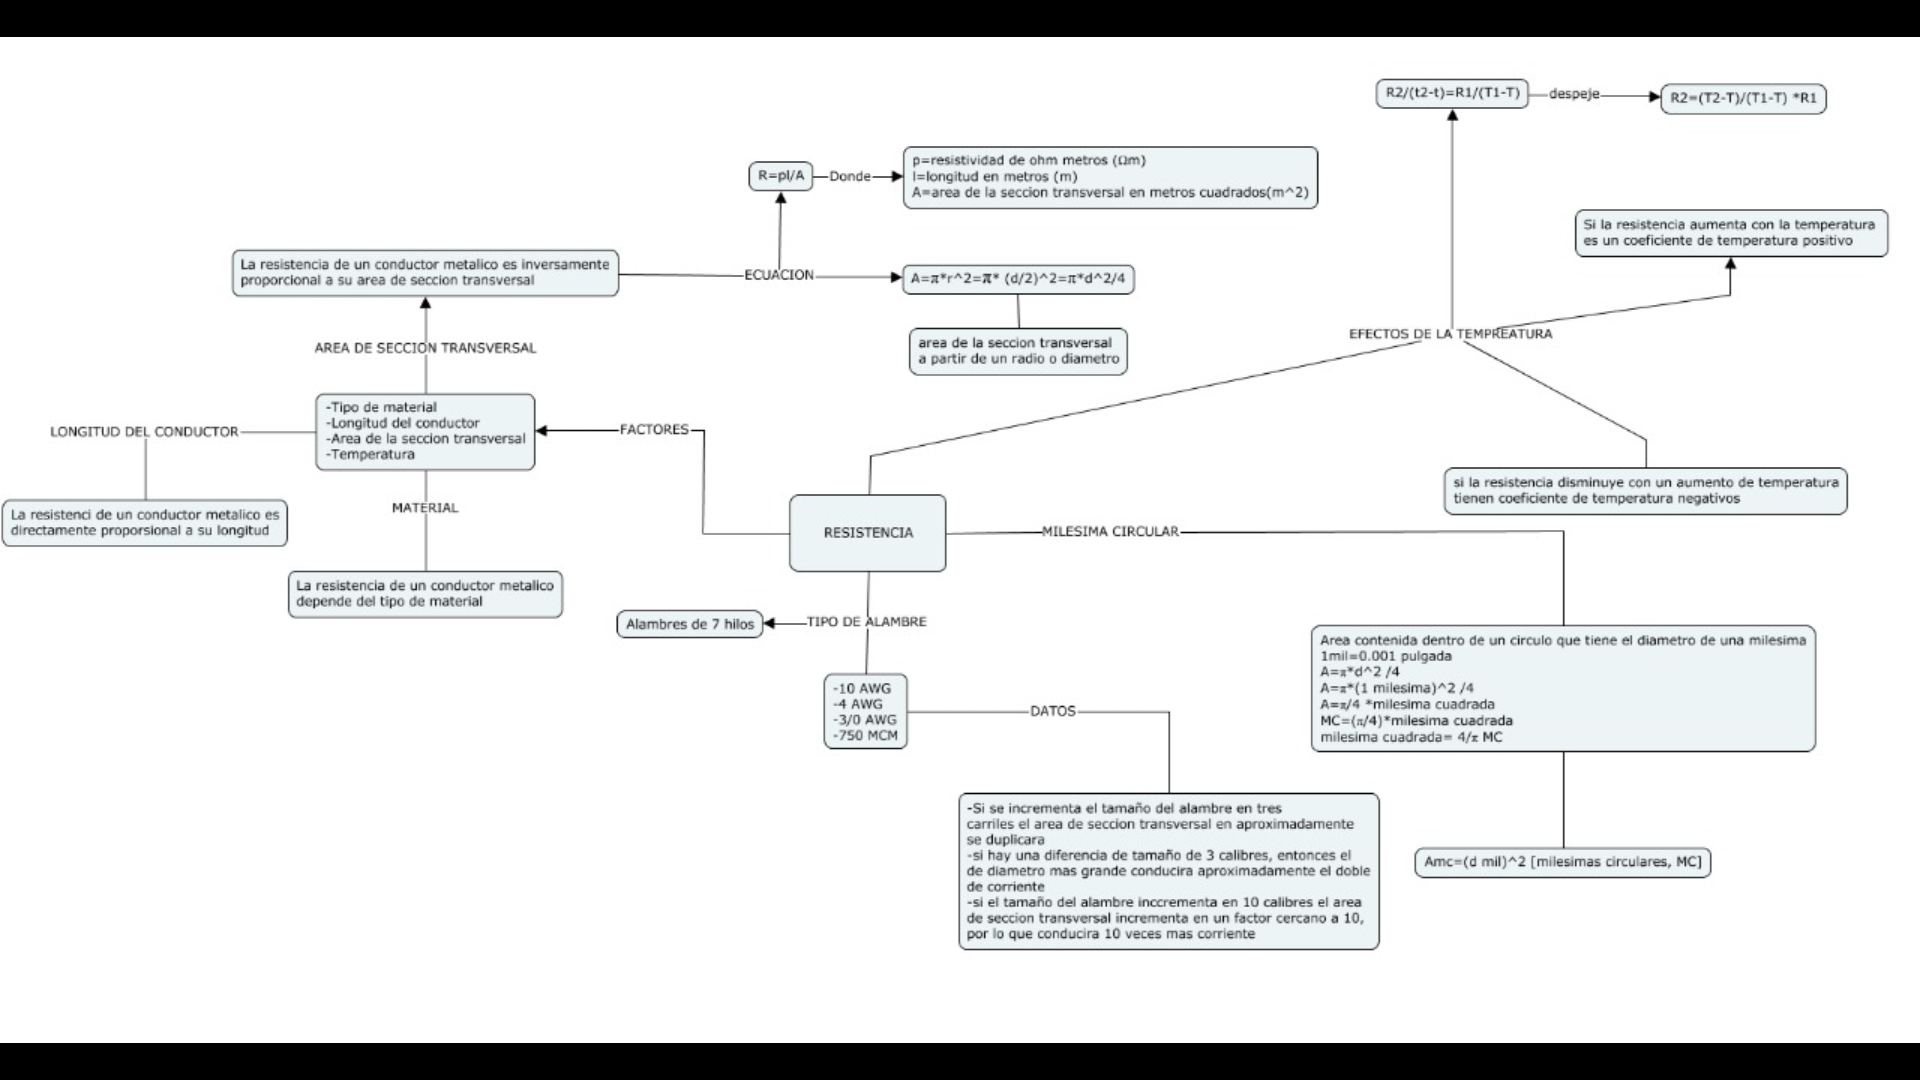 R2/(t2-t)=R1/(T1-T)
despeje
R2=(T2-T)/(T1-T) *R1
R=pl/A
Donde
p=resistividad de ohm metros (Ωm)
l=longitud en metros (m)
A=area de la seccion transversal en metros cuadrados(m^2)
Si la resistencia aumenta con la temperatura
es un coeficiente de temperatura positivo
La resistencia de un conductor metalico es inversamente
proporcional a su area de seccion transversal
ECUACION
A=π*r^2=π* (d/2)^2=π*d^2/4
area de la seccion transversal
a partir de un radio o diametro
EFECTOS DE LA TEMPREATURA
AREA DE SECCION TRANSVERSAL
-Tipo de material
-Longitud del conductor
-Area de la seccion transversal
-Temperatura
LONGITUD DEL CONDUCTOR
FACTORES
si la resistencia disminuye con un aumento de temperatura
tienen coeficiente de temperatura negativos
La resistenci de un conductor metalico es
directamente proporsional a su longitud
MATERIAL
RESISTENCIA
MILESIMA CIRCULAR
La resistencia de un conductor metalico
depende del tipo de material
Alambres de 7 hilos
TIPO DE ALAMBRE
Area contenida dentro de un circulo que tiene el diametro de una milesima
1mil=0.001 pulgada
A=π*d^2 /4
A=π*(1 milesima)^2 /4
A=π/4 *milesima cuadrada
MC=(π/4)*milesima cuadrada
milesima cuadrada= 4/π MC
-10 AWG
-4 AWG
-3/0 AWG
-750 MCM
DATOS
-Si se incrementa el tamaño del alambre en tres
carriles el area de seccion transversal en aproximadamente
se duplicara
-si hay una diferencia de tamaño de 3 calibres, entonces el
de diametro mas grande conducira aproximadamente el doble
de corriente
-si el tamaño del alambre inccrementa en 10 calibres el area
de seccion transversal incrementa en un factor cercano a 10,
por lo que conducira 10 veces mas corriente
Amc=(d mil)^2 [milesimas circulares, MC]